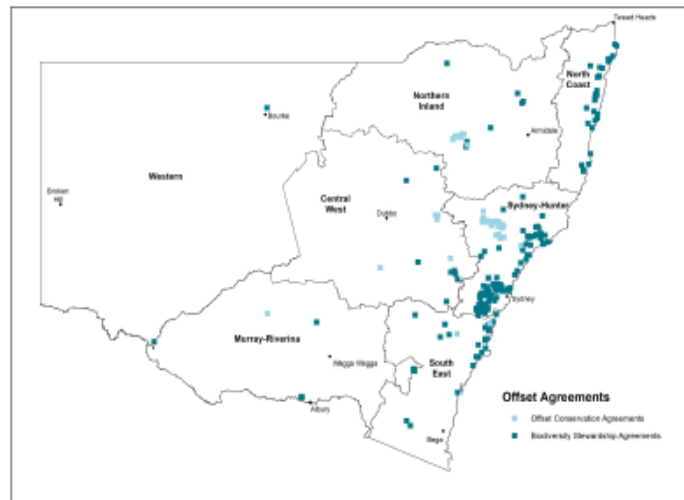 Tweed Heads
North
Coast
Northern
Inland
Bourke
Armidale
Western
Broken
Hill
Central
West
Dubbo
Sydney-Hunter
Sydney
Murray-Riverina
Wagga Wagga
South
East
Albury
Bega
Offset Agreements
Offset Conservation Agreements
Biodiversity Stewardship Agreements